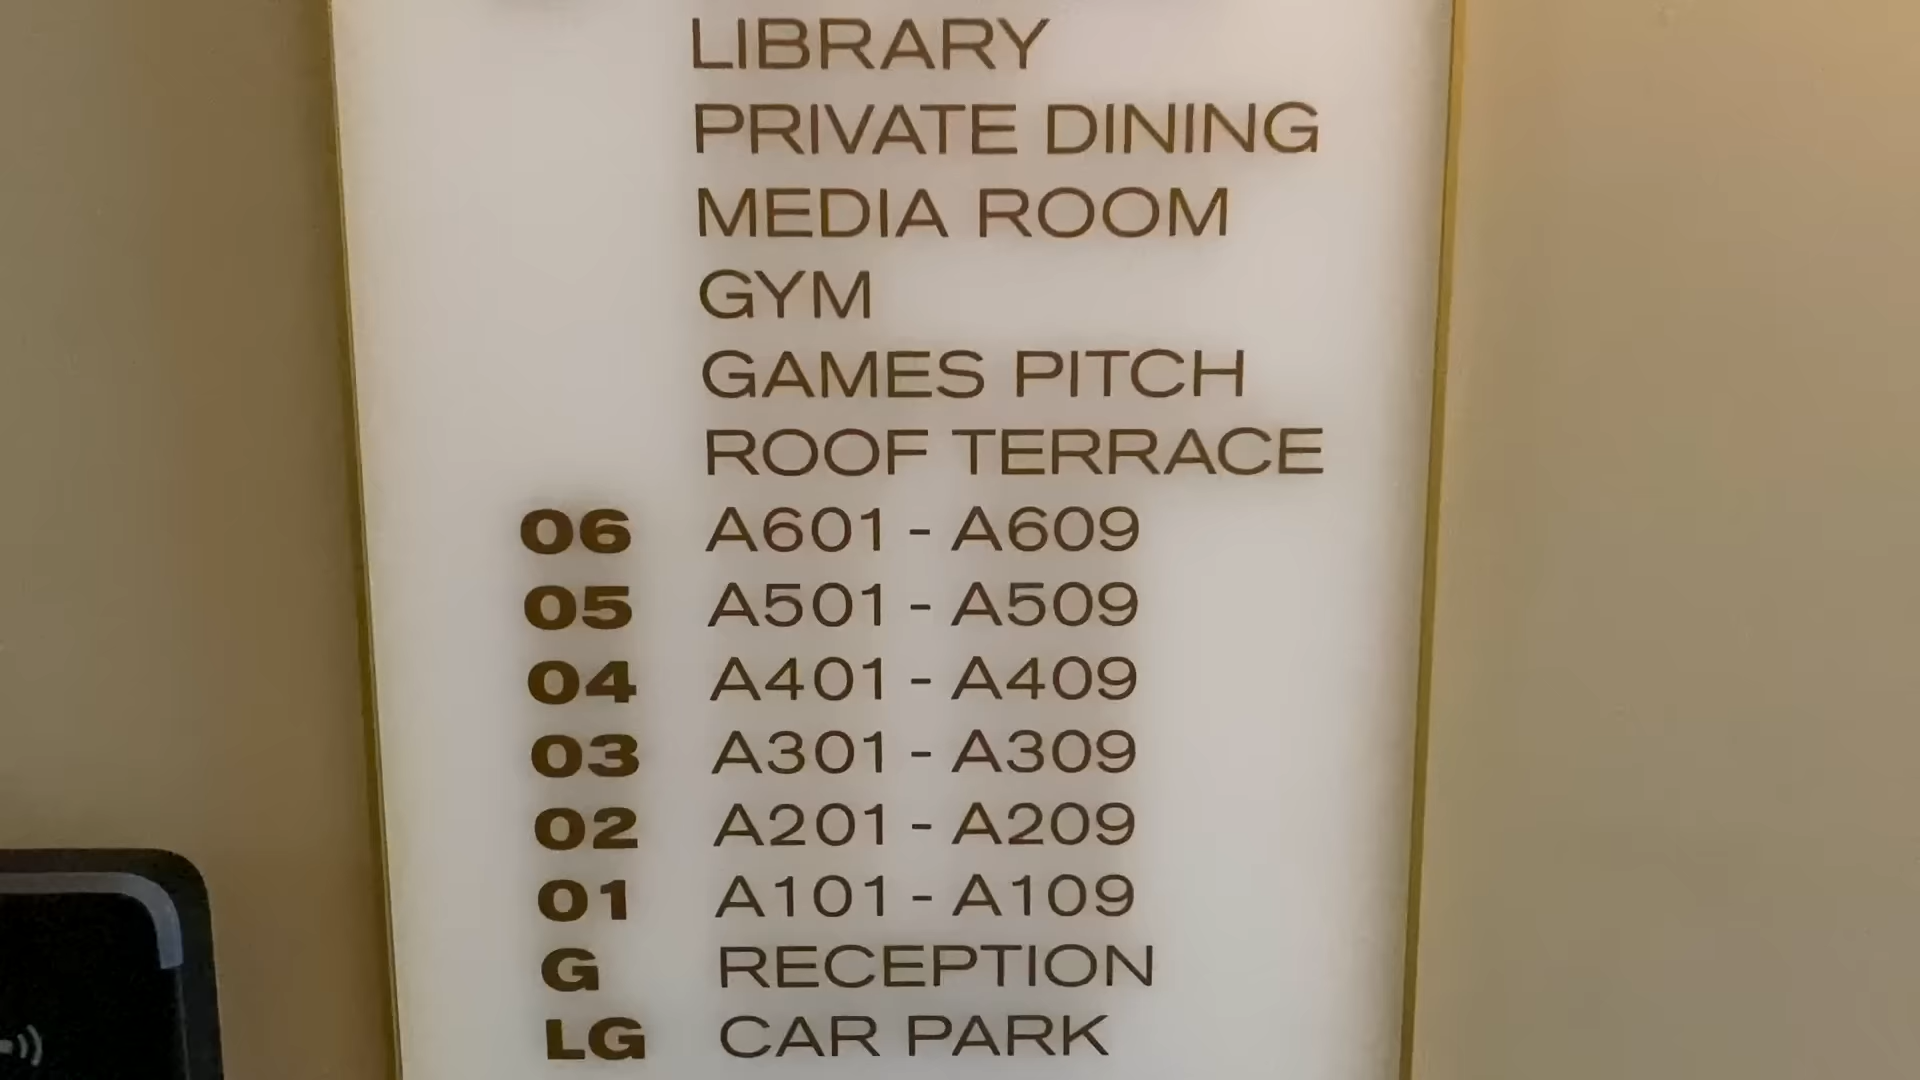 LIBRARY
PRIVATE DINING
MEDIA ROOM
GYM
GAMES PITCH
ROOF TERRACE
06 A601 - A609
05 A501 - A509
04 A401 - A409
03 A301 - A309
02 A201 - A209
01 A101 - A109
G RECEPTION
LG CAR PARK